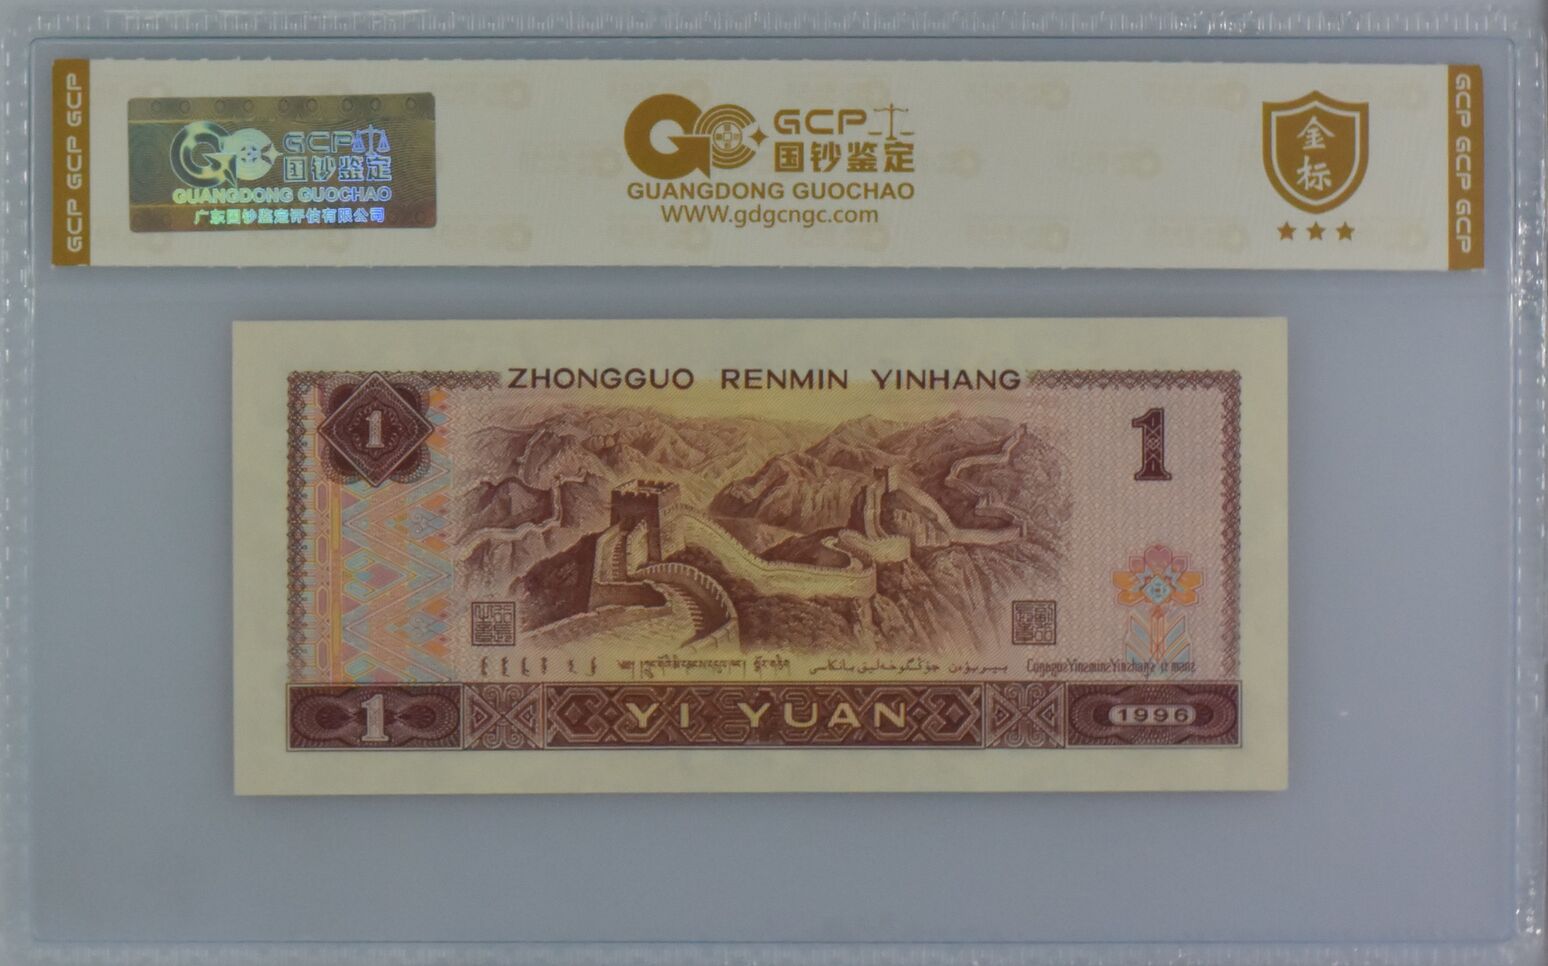 GCP GCP GCP
GCP
国钞鉴定
GUANGDONG GUOCHAO
广东国钞鉴定评估有限公司
GCP
国钞鉴定
GUANGDONG GUOCHAO
WWW.gdgcngc.com
金标
GCP GCP GCP
ZHONGGUO RENMIN YINHANG
1
1
1
YI YUAN
1996